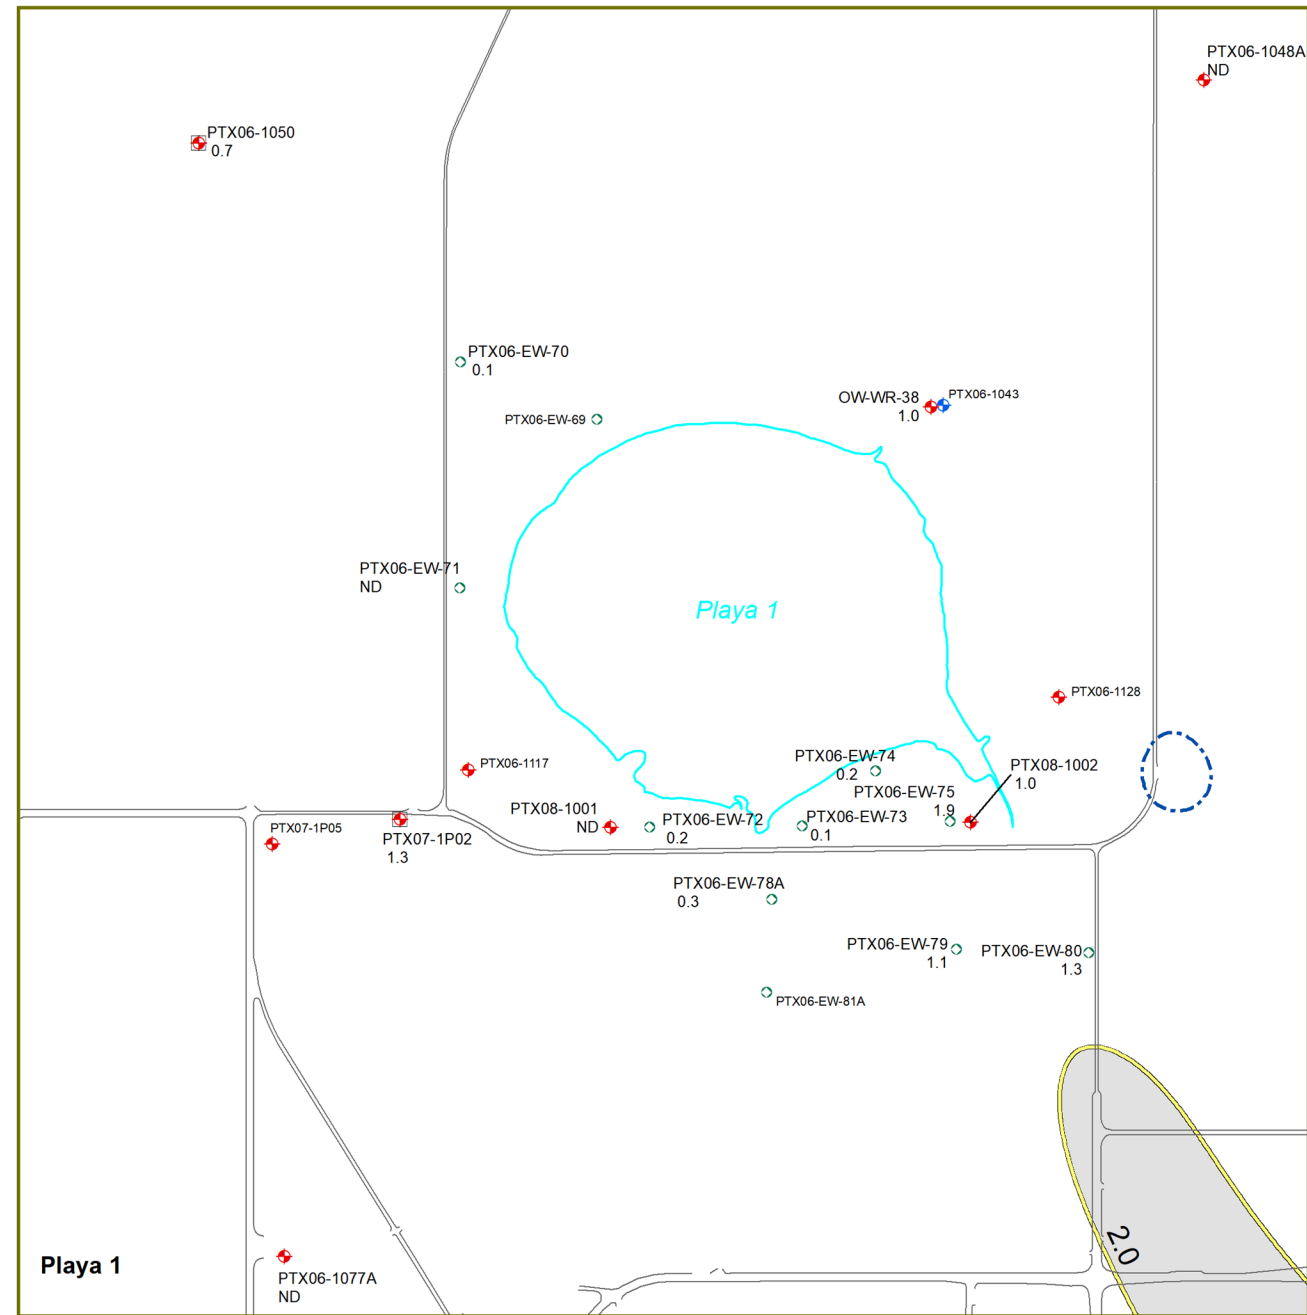 PTX06-1048A
ND
PTX06-1050
0.7
PTX06-EW-70
0.1
OW-WR-38
1.0
PTX06-1043
PTX06-EW-69
PTX06-EW-71
ND
Playa 1
PTX06-1128
PTX06-EW-74
0.2
PTX06-1117
PTX08-1002
1.0
PTX06-EW-75
1.9
PTX08-1001
ND
PTX06-EW-72
0.2
PTX06-EW-73
0.1
PTX07-1P05
PTX07-1P02
1.3
PTX06-EW-78A
0.3
PTX06-EW-79
1.1
PTX06-EW-80
1.3
PTX06-EW-81A
2.0
Playa 1
PTX06-1077A
ND